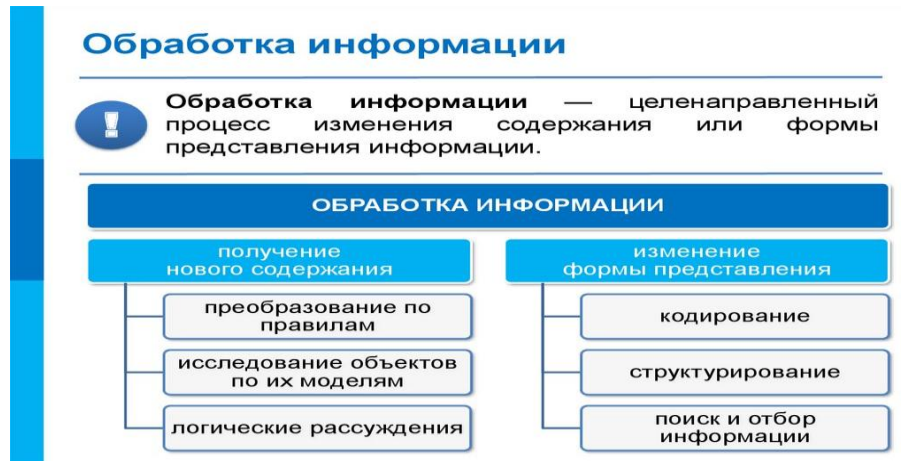 Обработка информации
!
Обработка информации — целенаправленный
процесс изменения содержания или формы
представления информации.
ОБРАБОТКА ИНФОРМАЦИИ
получение
нового содержания
преобразование по
правилам
исследование объектов
по их моделям
логические рассуждения
изменение
формы представления
кодирование
структурирование
поиск и отбор
информации